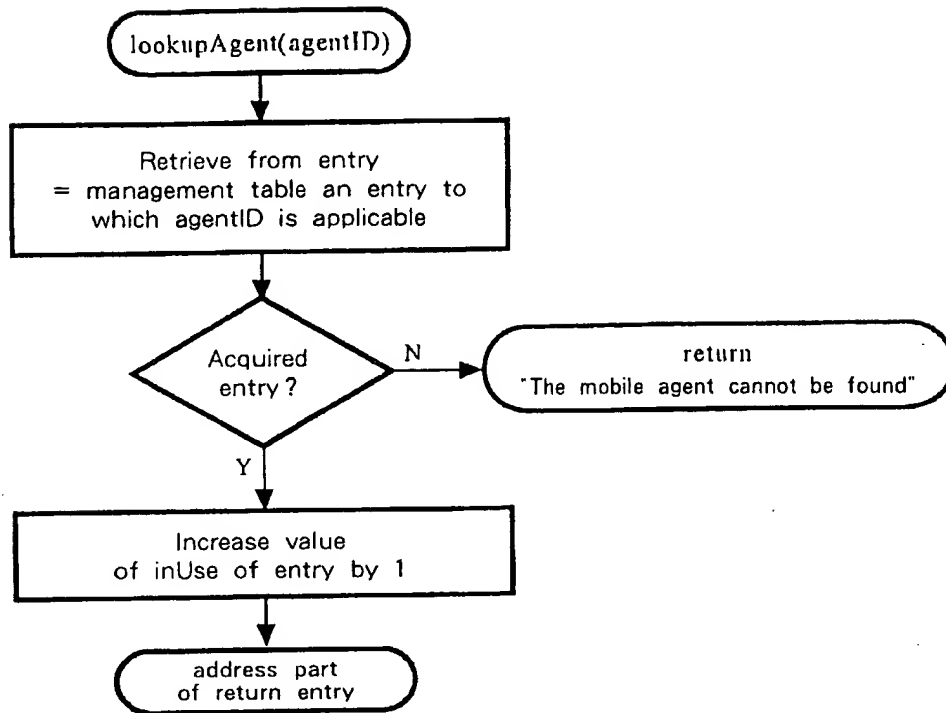 lookupAgent(agentID)
Retrieve from entry
= management table an entry to
which agentID is applicable
Acquired
entry?
N
return
"The mobile agent cannot be found"
Y
Increase value
of inUse of entry by 1
address part
of return entry